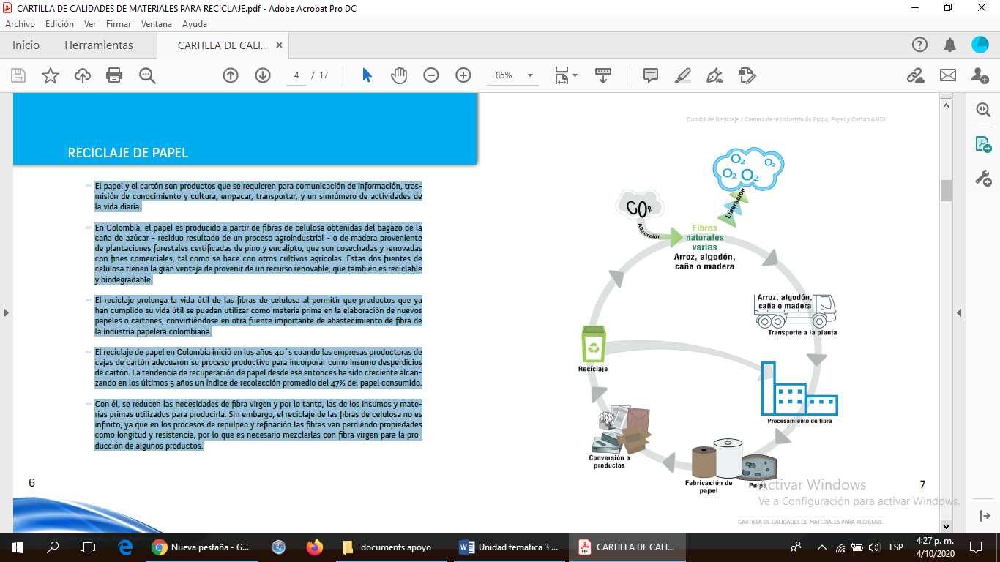 CARTILLA DE CALIDADES DE MATERIALES PARA RECICLAJE.pdf - Adobe Acrobat Pro DC
Archivo Edición Ver Firmar Ventana Ayuda
Inicio Herramientas CARTILLA DE CALI... ×
4 / 17 86%
RECICLAJE DE PAPEL
El papel y el cartón son productos que se requieren para comunicación de información, tras-
misión de conocimiento y cultura, empacar, transportar, y un sinnúmero de actividades de
la vida diaria.
En Colombia, el papel es producido a partir de fibras de celulosa obtenidas del bagazo de la
caña de azúcar - residuo resultado de un proceso agroindustrial - o de madera proveniente
de plantaciones forestales certificadas de pino y eucalipto, que son cosechadas y renovadas
con fines comerciales, tal como se hace con otros cultivos agrícolas. Estas dos fuentes de
celulosa tienen la gran ventaja de provenir de un recurso renovable, que también es reciclable
y biodegradable.
El reciclaje prolonga la vida útil de las fibras de celulosa al permitir que productos que ya
han cumplido su vida útil se puedan utilizar como materia prima en la elaboración de nuevos
papeles o cartones, convirtiéndose en otra fuente importante de abastecimiento de fibra de
la industria papelera colombiana.
El reciclaje de papel en Colombia inició en los años 40´s cuando las empresas productoras de
cajas de cartón adecuaron su proceso productivo para incorporar como insumo desperdicios
de cartón. La tendencia de recuperación de papel desde ese entonces ha sido creciente alcan-
zando en los últimos 5 años un índice de recolección promedio del 47% del papel consumido.
Con él, se reducen las necesidades de fibra virgen y por lo tanto, las de los insumos y mate-
rias primas utilizados para producirla. Sin embargo, el reciclaje de las fibras de celulosa no es
infinito, ya que en los procesos de repulpeo y refinación las fibras van perdiendo propiedades
como longitud y resistencia, por lo que es necesario mezclarlas con fibra virgen para la pro-
ducción de algunos productos.
6
Comité de Reciclaje / Cámara de la Industria de Pulpa, Papel y Cartón ANDI
O2 O2
O2 O2
Liberación
CO2
Absorción
Fibras
naturales
varias
Arroz, algodón,
caña o madera
Arroz, algodón,
caña o madera
Transporte a la planta
Reciclaje
Procesamiento de fibra
Conversión a
productos
Fabricación de
papel
Pulpa
7
Activar Windows
Ve a Configuración para activar Windows.
CARTILLA DE CALIDADES DE MATERIALES PARA RECICLAJE
Nueva pestaña - G... documents apoyo Unidad tematica 3 ... CARTILLA DE CALI... ESP 4:27 p. m.
4/10/2020